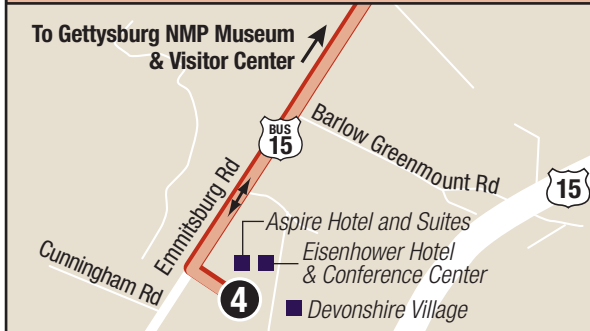 To Gettysburg NMP Museum
& Visitor Center
BUS
15
Barlow Greenmount Rd
15
Emmitsburg Rd
Aspire Hotel and Suites
Eisenhower Hotel
& Conference Center
Cunningham Rd
4
Devonshire Village